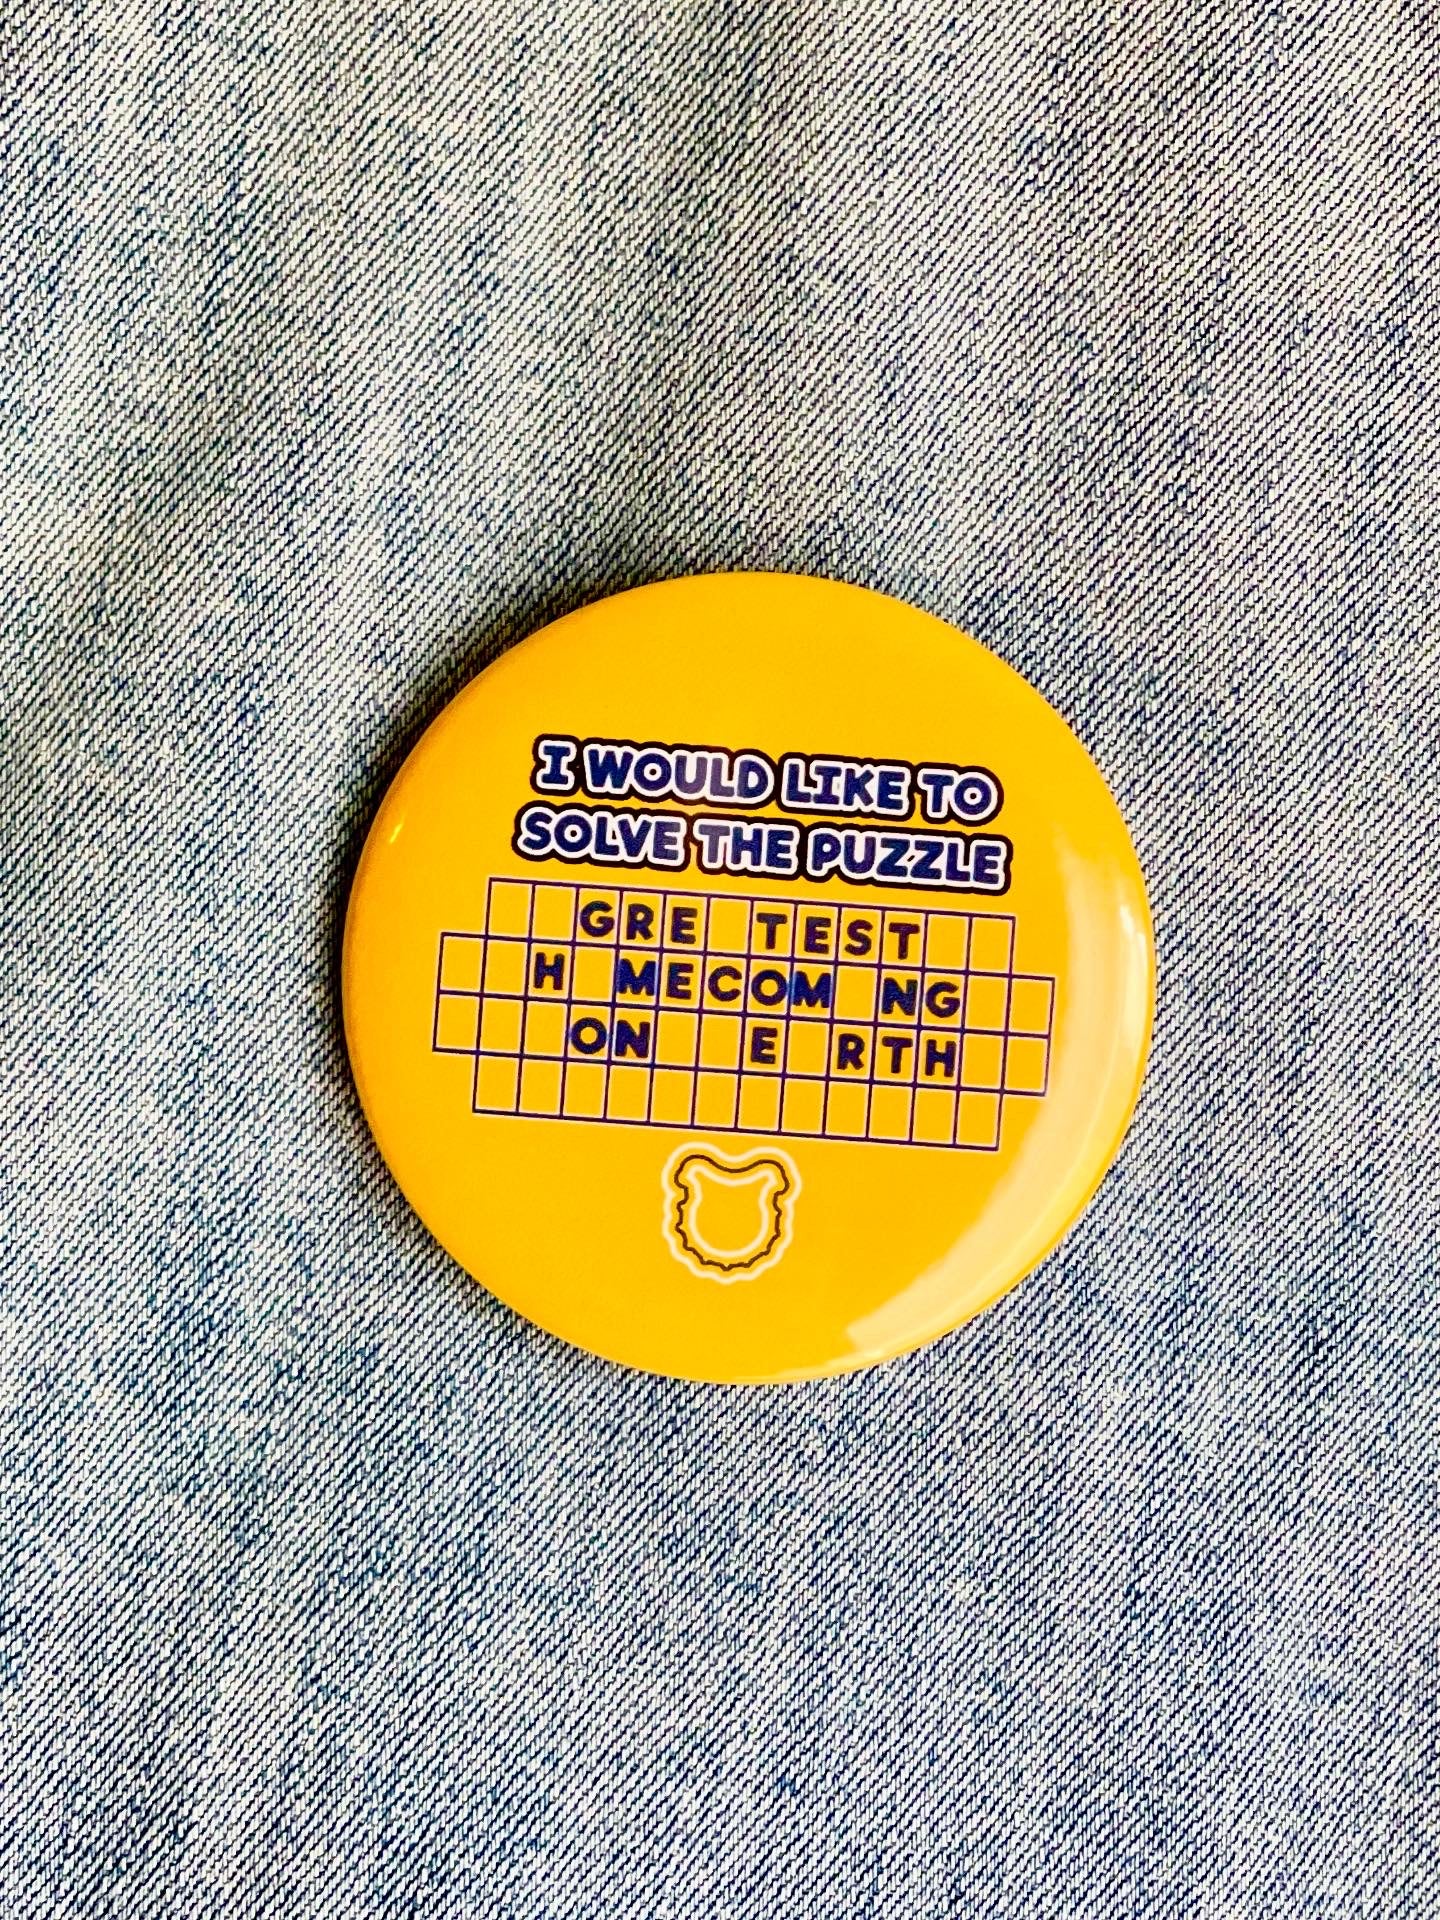 I WOULD LIKE TO
SOLVE THE PUZZLE
GRE TEST
H MECOM NG
ON E RTH